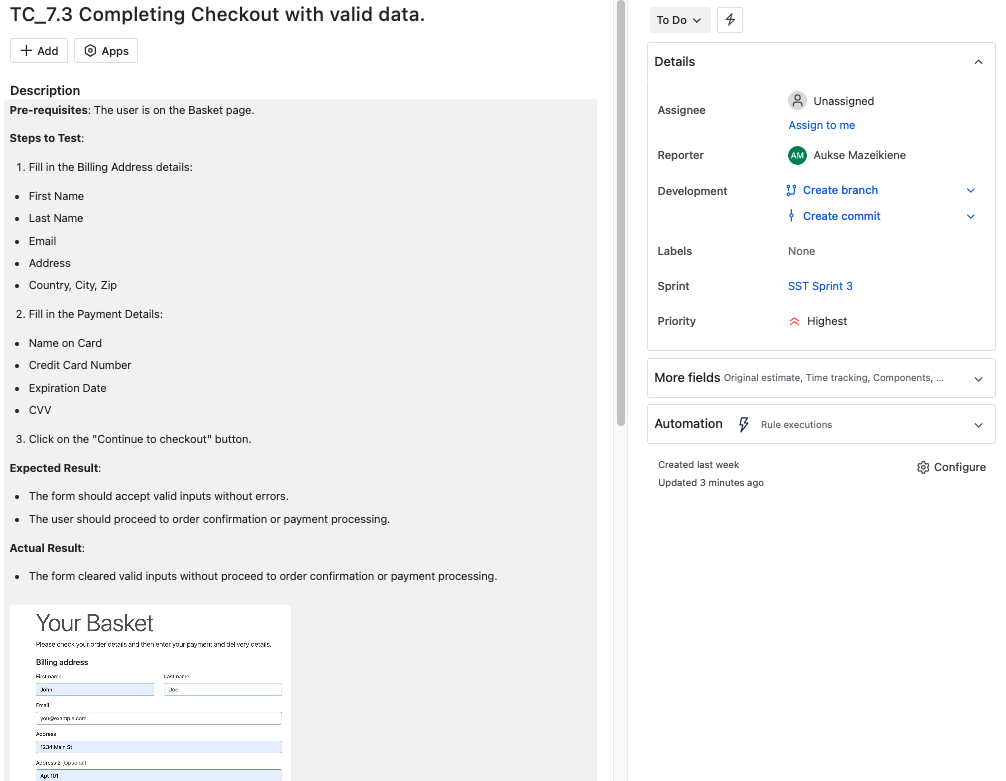 TC_7.3 Completing Checkout with valid data.
Add
Apps
Description
Pre-requisites: The user is on the Basket page.
Steps to Test:
1. Fill in the Billing Address details:
First Name
Last Name
Email
Address
Country, City, Zip
2. Fill in the Payment Details:
Name on Card
Credit Card Number
Expiration Date
CVV
3. Click on the "Continue to checkout" button.
Expected Result:
The form should accept valid inputs without errors.
The user should proceed to order confirmation or payment processing.
Actual Result:
The form cleared valid inputs without proceed to order confirmation or payment processing.
Your Basket
Please check your order details and then enter your payment and delivery details.
Billing address
First name Last name
John Doe
Email
you@example.com
Address
1234 Main St
Address 2 (Optional)
Apt 101
To Do
Details
Assignee Unassigned
Assign to me
Reporter AM Aukse Mazeikiene
Development Create branch
Create commit
Labels None
Sprint SST Sprint 3
Priority Highest
More fields Original estimate, Time tracking, Components, ...
Automation Rule executions
Created last week Configure
Updated 3 minutes ago